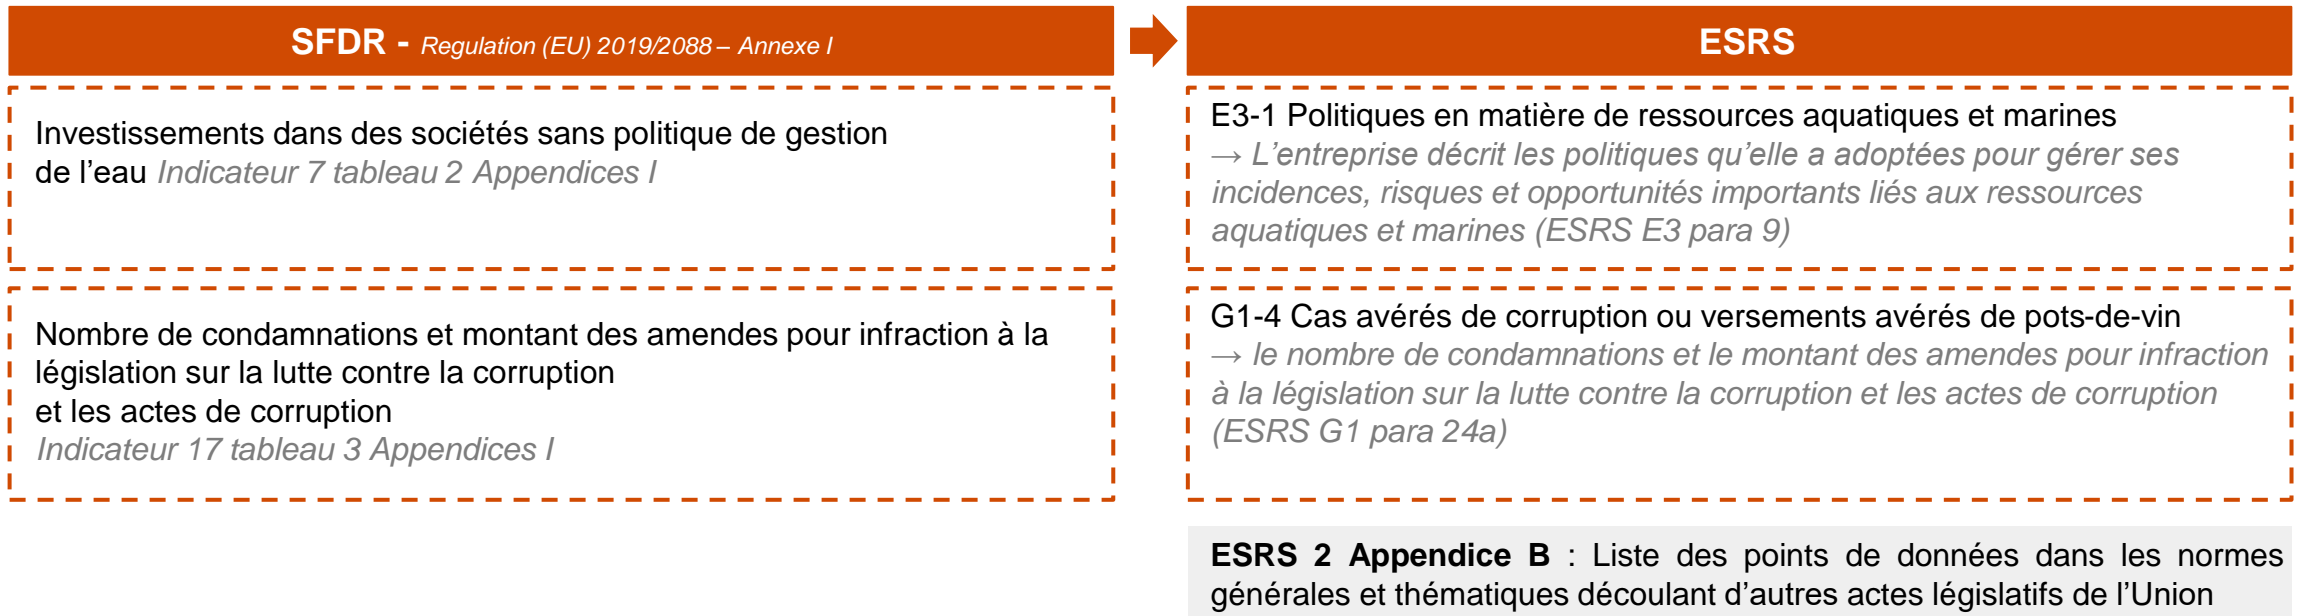 SFDR - Regulation (EU) 2019/2088 – Annexe I
Investissements dans des sociétés sans politique de gestion
de l’eau Indicateur 7 tableau 2 Appendices I
Nombre de condamnations et montant des amendes pour infraction à la
législation sur la lutte contre la corruption
et les actes de corruption
Indicateur 17 tableau 3 Appendices I
ESRS
E3-1 Politiques en matière de ressources aquatiques et marines
→ L’entreprise décrit les politiques qu’elle a adoptées pour gérer ses
incidences, risques et opportunités importants liés aux ressources
aquatiques et marines (ESRS E3 para 9)
G1-4 Cas avérés de corruption ou versements avérés de pots-de-vin
→ le nombre de condamnations et le montant des amendes pour infraction
à la législation sur la lutte contre la corruption et les actes de corruption
(ESRS G1 para 24a)
ESRS 2 Appendice B : Liste des points de données dans les normes
générales et thématiques découlant d’autres actes législatifs de l’Union